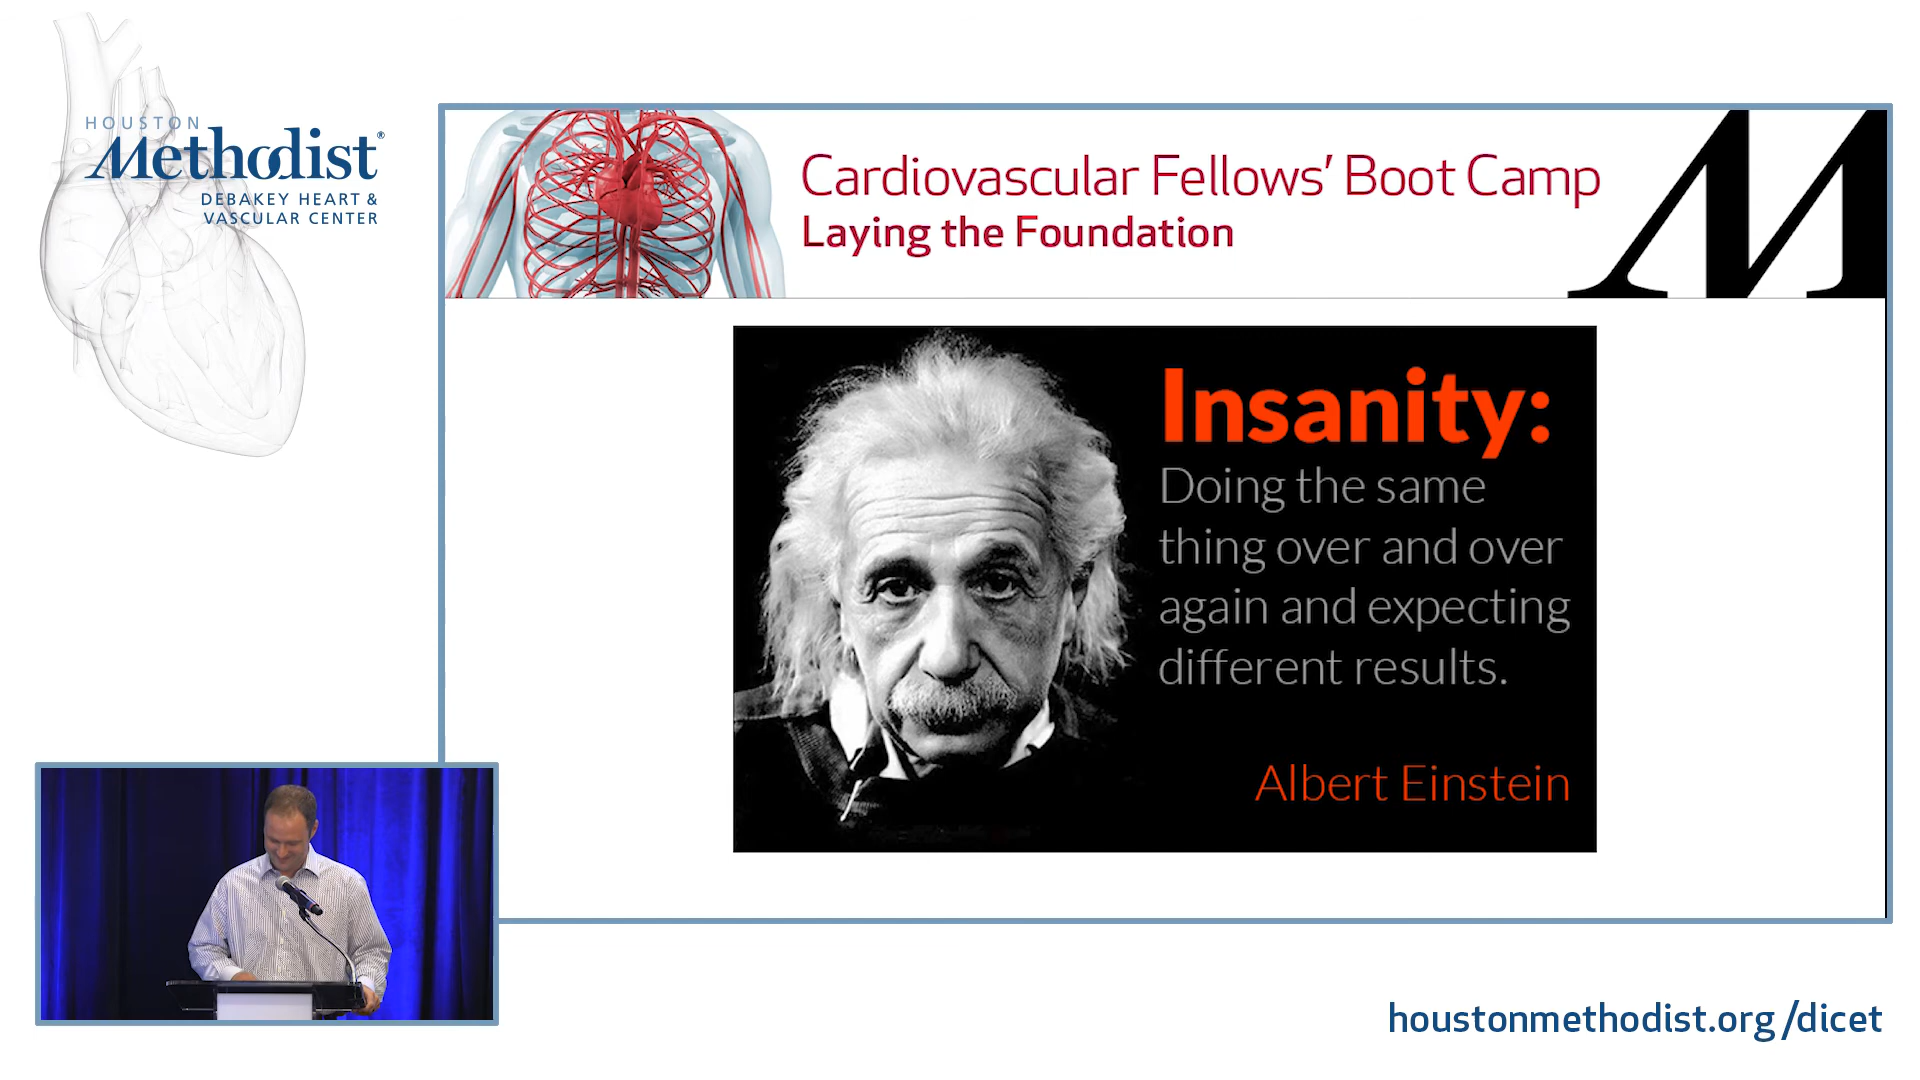 HOUSTON
Methodist®
DEBAKEY HEART &
VASCULAR CENTER
Cardiovascular Fellows' Boot Camp
Laying the Foundation
M
Insanity:
Doing the same
thing over and over
again and expecting
different results.
Albert Einstein
houstonmethodist.org/dicet